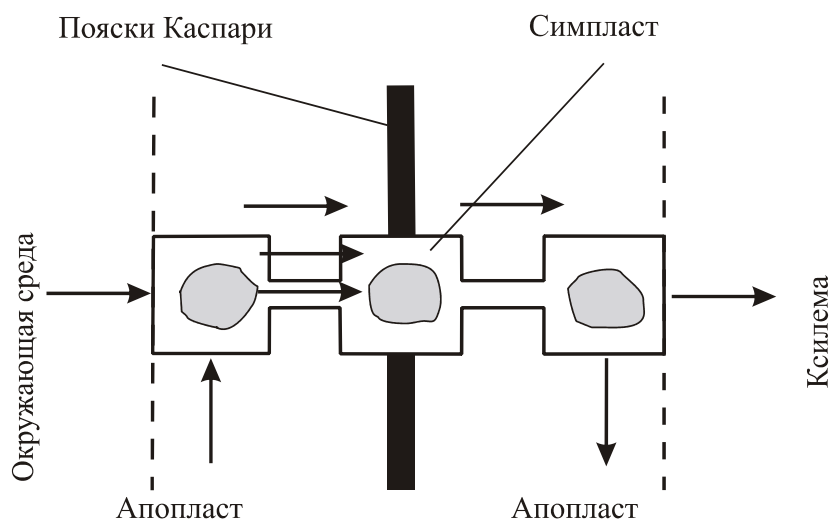 Пояски Каспари
Симпласт
Окружающая среда
Ксилема
Апопласт
Апопласт